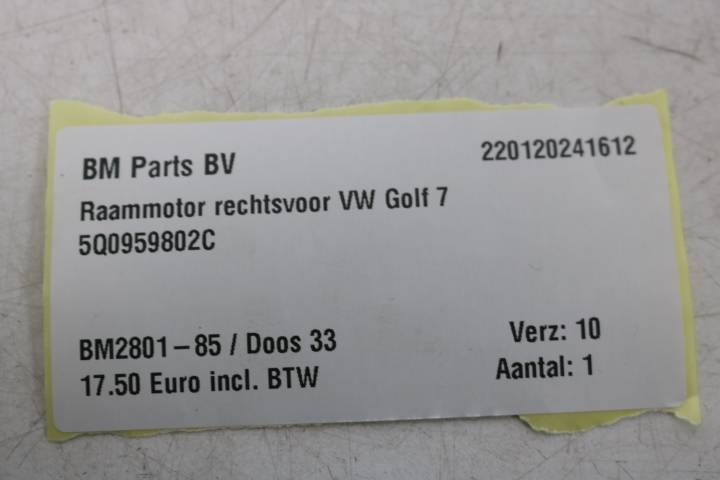 BM Parts BV
220120241612
Raammotor rechtsvoor VW Golf 7
5Q0959802C
BM2801-85 / Doos 33
Verz: 10
17.50 Euro incl. BTW
Aantal: 1